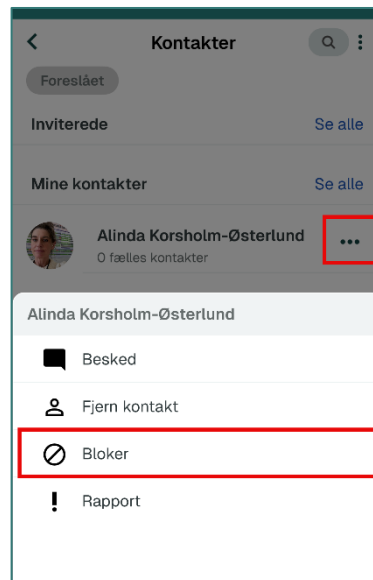 Kontakter
Foreslået
Inviterede Se alle
Mine kontakter Se alle
Alinda Korsholm-Østerlund
0 fælles kontakter
Alinda Korsholm-Østerlund
Besked
Fjern kontakt
Bloker
Rapport